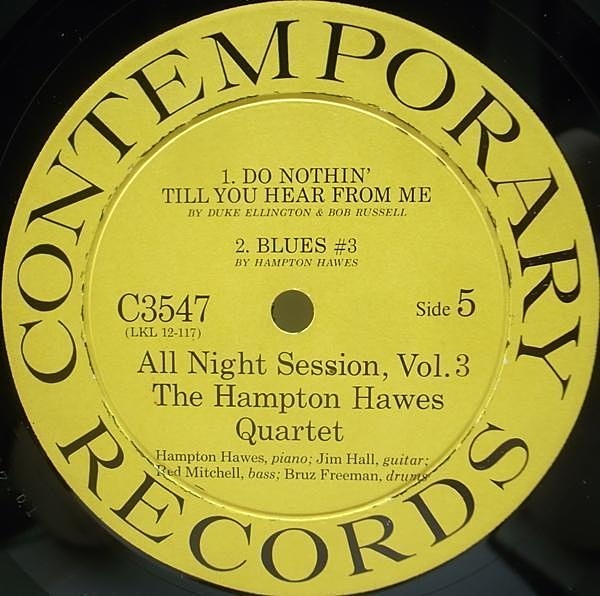 CONTEMPORARY
1. DO NOTHIN'
TILL YOU HEAR FROM ME
BY DUKE ELLINGTON & BOB RUSSELL
2. BLUES #3
BY HAMPTON HAWES
C3547
Side 5
(LKL 12-117)
All Night Session, Vol. 3
The Hampton Hawes
Quartet
Hampton Hawes, piano; Jim Hall, guitar;
Red Mitchell, bass; Bruz Freeman, drums
RECORDS